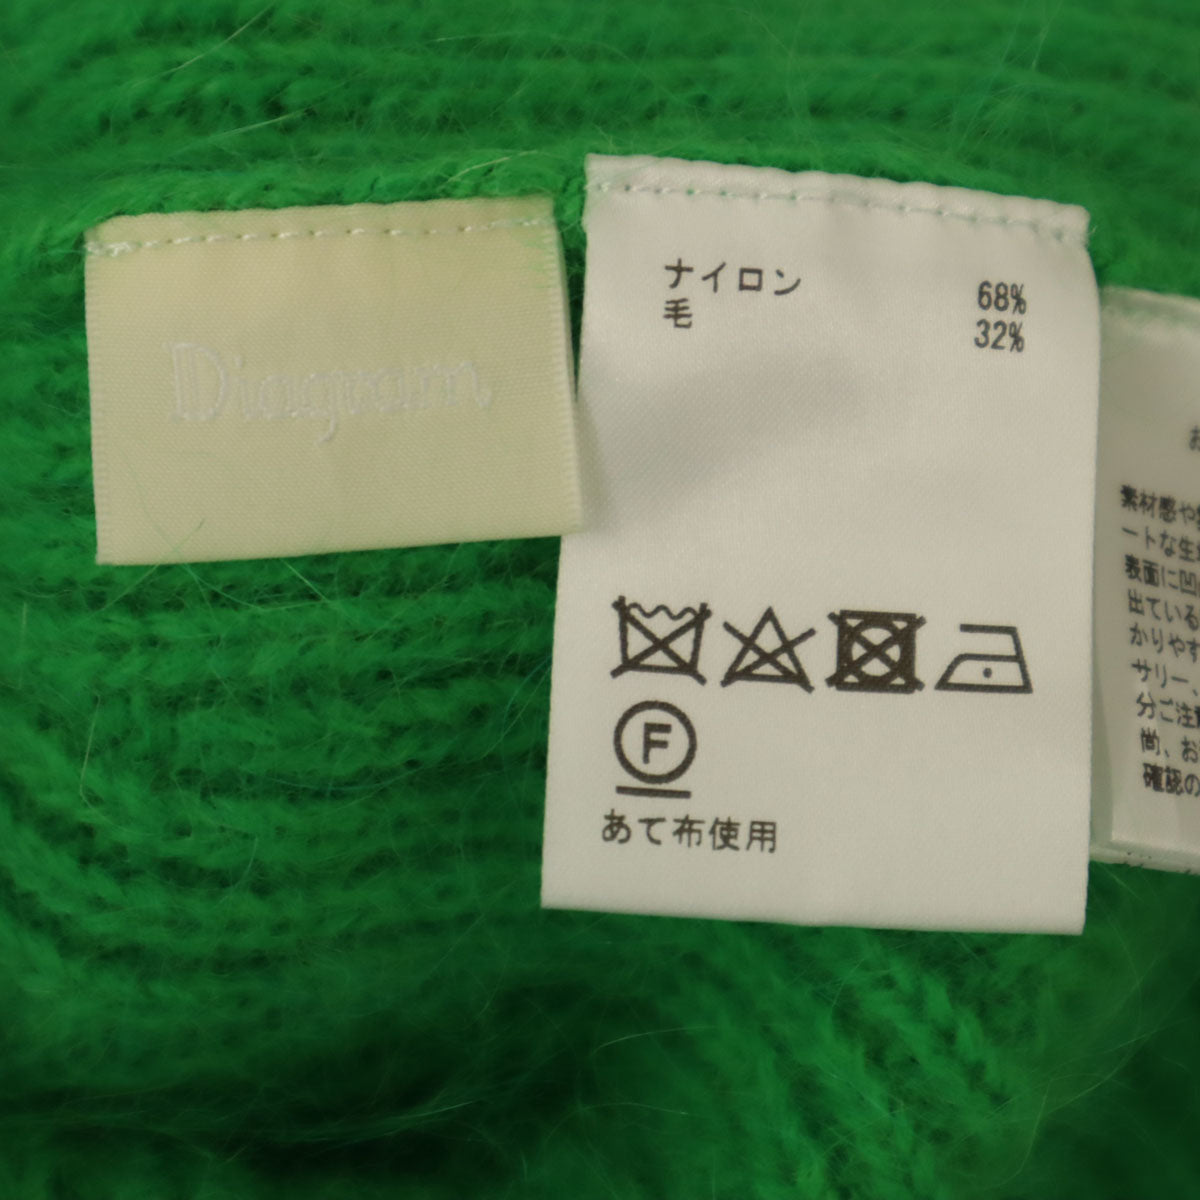 Diagram
ナイロン 68%
毛 32%
F
あて布使用
素材感や
ートな生
表面に凹
出ている
かりやす
サリー、
分ご注意
尚、お
確認の